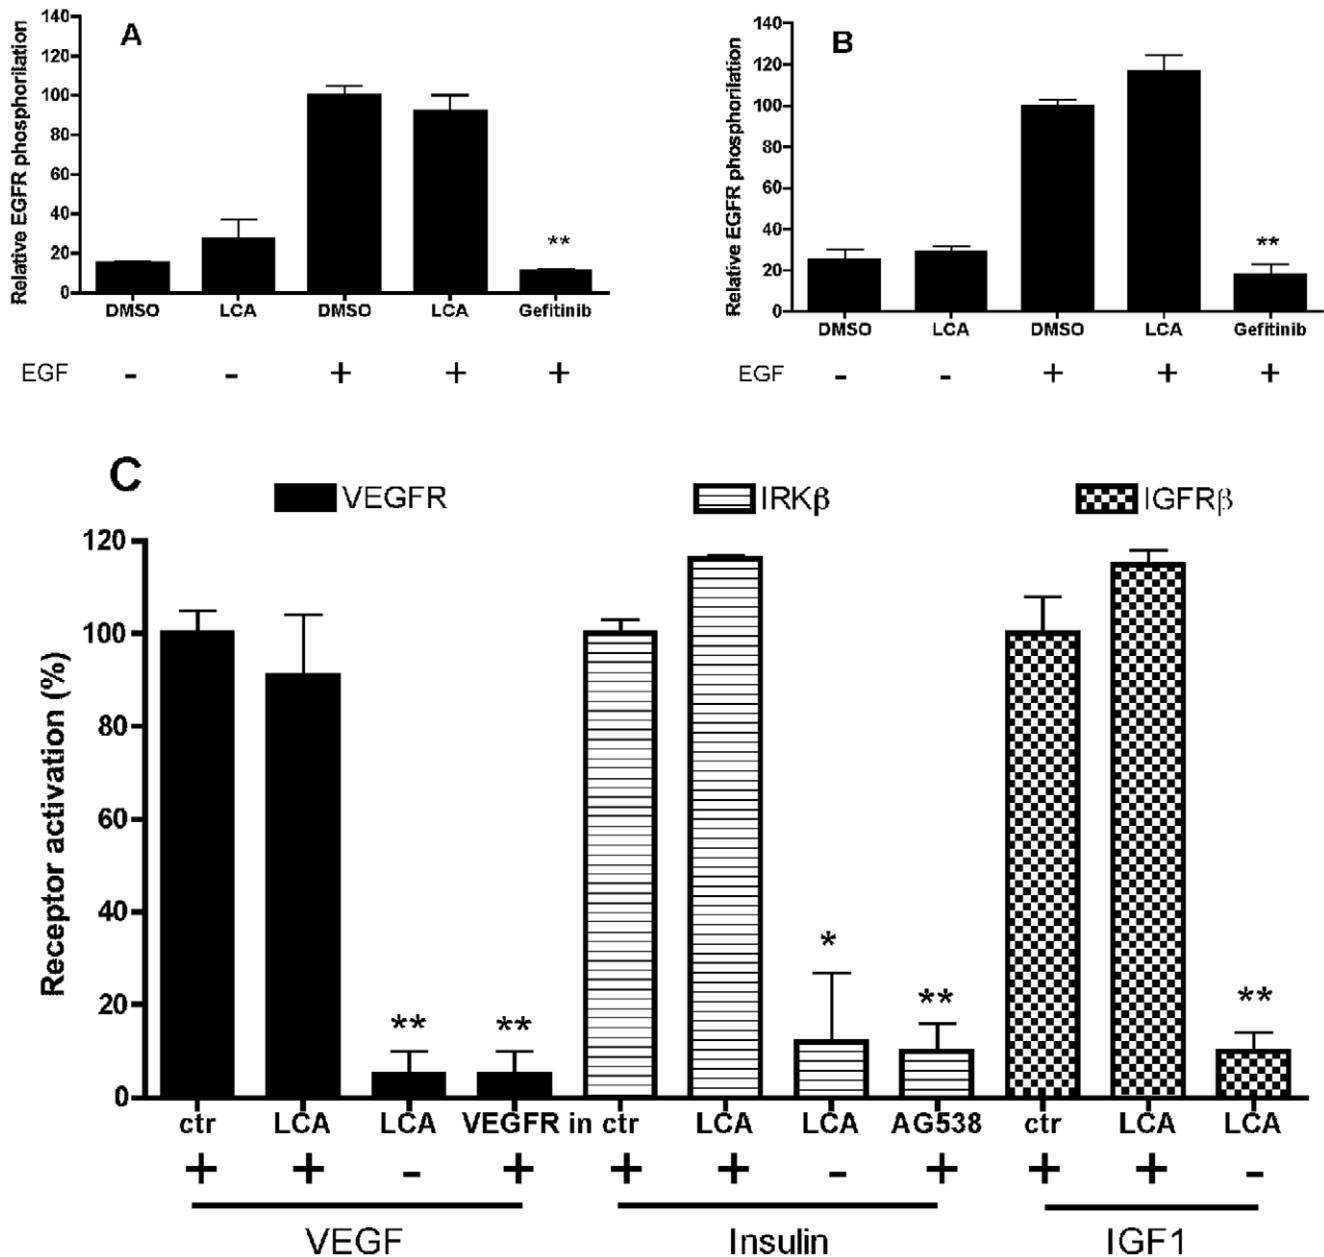 A
Relative EGFR phosphorilation
140
120
100
80
60
40
20
0
DMSO LCA DMSO LCA Gefitinib
**
EGF - - + + +
B
Relative EGFR phosphorilation
140
120
100
80
60
40
20
0
DMSO LCA DMSO LCA Gefitinib
**
EGF - - + + +
C
VEGFR IRKβ IGFRβ
Receptor activation (%)
120
100
80
60
40
20
0
** ** * ** **
ctr LCA LCA VEGFR in ctr LCA LCA AG538 ctr LCA LCA
+ + - + + + - + + + -
VEGF Insulin IGF1